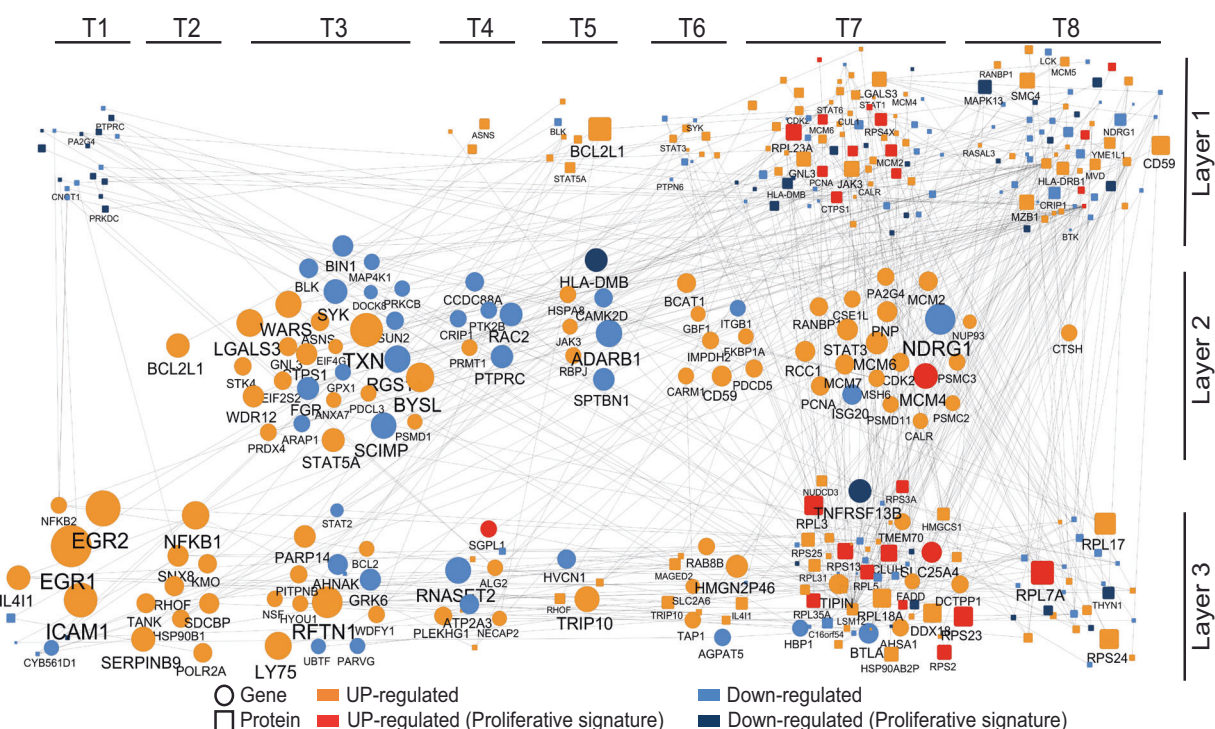 T1 T2 T3 T4 T5 T6 T7 T8
Layer 1
PTPRC
PA2G4
CNOT1
PRKDC
ASNS
BLK
BCL2L1
STAT5A
SYK
STAT3
PTPN6
LGALS3
STAT6
STAT1
MCM4
CDK2
CUL1
MCM6
RPS4X
RPL23A
MCM2
GNL3
PCNA
JAK3
CALR
HLA-DMB
CTPS1
LCK
RANBP1
MCM5
MAPK13
SMC4
NDRG1
RASAL3
YME1L1
CD59
HLA-DRB1
MVD
CRIP1
MZB1
BTK
Layer 2
BCL2L1
BIN1
MAP4K1
BLK
DOCK8
PRKCB
SYK
WARS
SUN2
LGALS3
ASNS
TXN
EIF4G1
GNL3
CTPS1
RGS1
STK4
GPX1
EIF2S2
BYSL
FGR
PDCL3
ANXA7
WDR12
ARAP1
PSMD1
PRDX4
SCIMP
STAT5A
CCDC88A
PTK2B
CRIP1
RAC2
PRMT1
PTPRC
HLA-DMB
HSPA8
CAMK2D
JAK3
ADARB1
RBPJ
SPTBN1
BCAT1
ITGB1
GBF1
FKBP1A
IMPDH2
PDCD5
CARM1
CD59
PA2G4
MCM2
CSE1L
RANBP1
PNP
NUP93
STAT3
NDRG1
RCC1
MCM6
PSMC3
CDK2
MCM7
MSH6
MCM4
PCNA
ISG20
PSMD11
PSMC2
CALR
CTSH
Layer 3
NFKB2
EGR2
EGR1
IL4I1
ICAM1
CYB561D1
NFKB1
SNX8
KMO
RHOF
TANK
SDCBP
HSP90B1
SERPINB9
POLR2A
STAT2
PARP14
BCL2
AHNAK
PITPNB
GRK6
NSF
HYOU1
RFTN1
WDFY1
UBTF
PARVG
LY75
SGPL1
ALG2
RNASET2
ATP2A3
PLEKHG1
NECAP2
HVCN1
RHOF
TRIP10
RAB8B
MAGED2
HMGN2P46
SLC2A6
TRIP10
IL4I1
TAP1
AGPAT5
NUDCD3
RPS3A
TNFRSF13B
RPL3
HMGCS1
TMEM70
RPS25
RPS13
CLUH
SLC25A4
RPL31
RPL5
FADD
DCTPP1
TIPIN
RPL35A
LSM7
RPL18A
C16orf54
DDX18
RPS23
HBP1
BTLA
AHSA1
HSP90AB2P
RPS2
RPL17
RPL7A
THYN1
RPS24
Gene UP-regulated Down-regulated
Protein UP-regulated (Proliferative signature) Down-regulated (Proliferative signature)